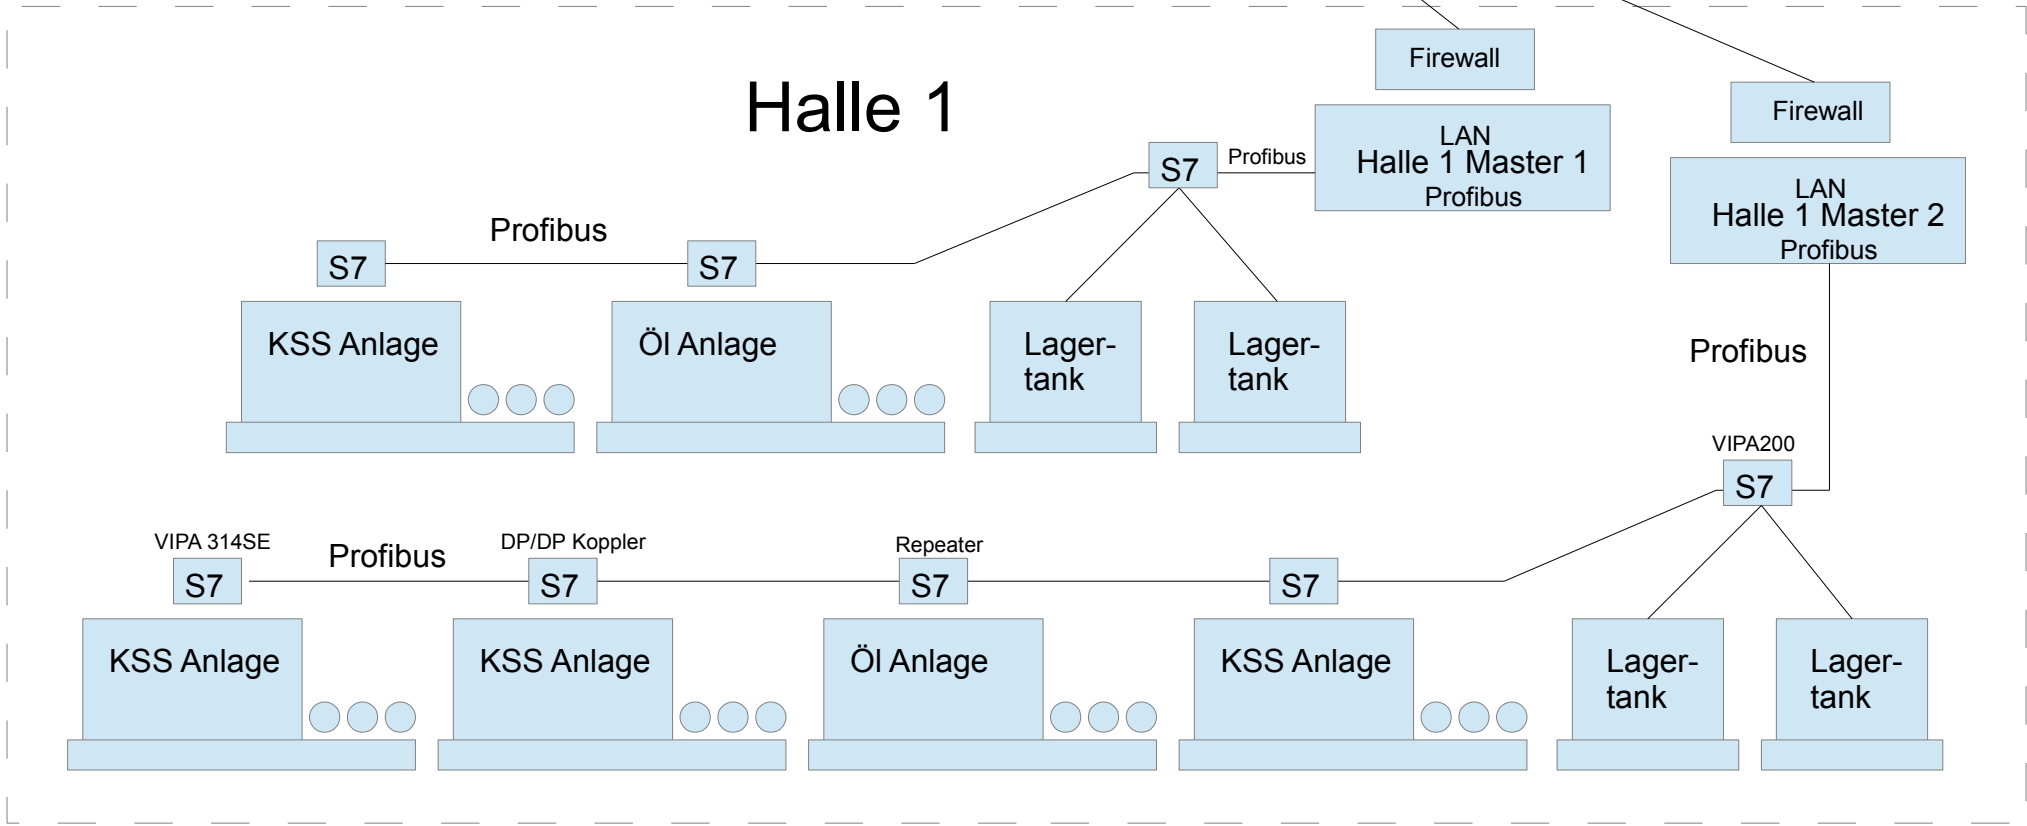 Firewall
Halle 1
Firewall
LAN
Halle 1 Master 1
Profibus
Profibus
S7
LAN
Halle 1 Master 2
Profibus
Profibus
S7
S7
KSS Anlage
Öl Anlage
Lager-
tank
Lager-
tank
Profibus
VIPA200
S7
VIPA 314SE
Profibus
DP/DP Koppler
Repeater
S7
S7
S7
S7
KSS Anlage
KSS Anlage
Öl Anlage
KSS Anlage
Lager-
tank
Lager-
tank